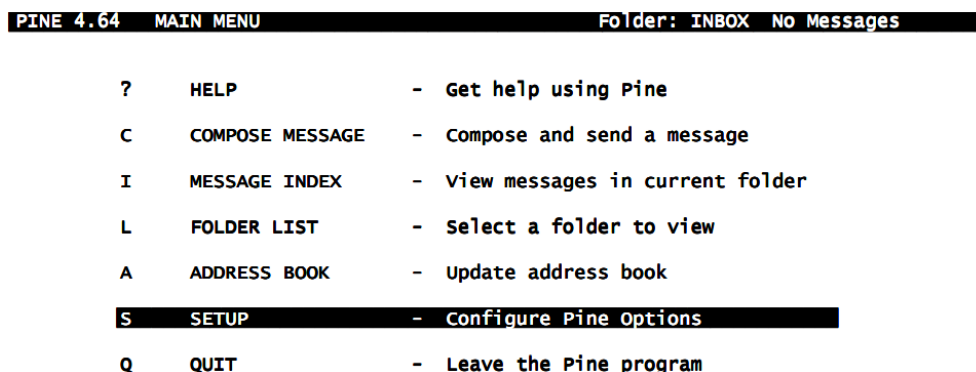 PINE 4.64 MAIN MENU Folder: INBOX No Messages
? HELP - Get help using Pine
C COMPOSE MESSAGE - Compose and send a message
I MESSAGE INDEX - View messages in current folder
L FOLDER LIST - Select a folder to view
A ADDRESS BOOK - Update address book
S SETUP - Configure Pine Options
Q QUIT - Leave the Pine program